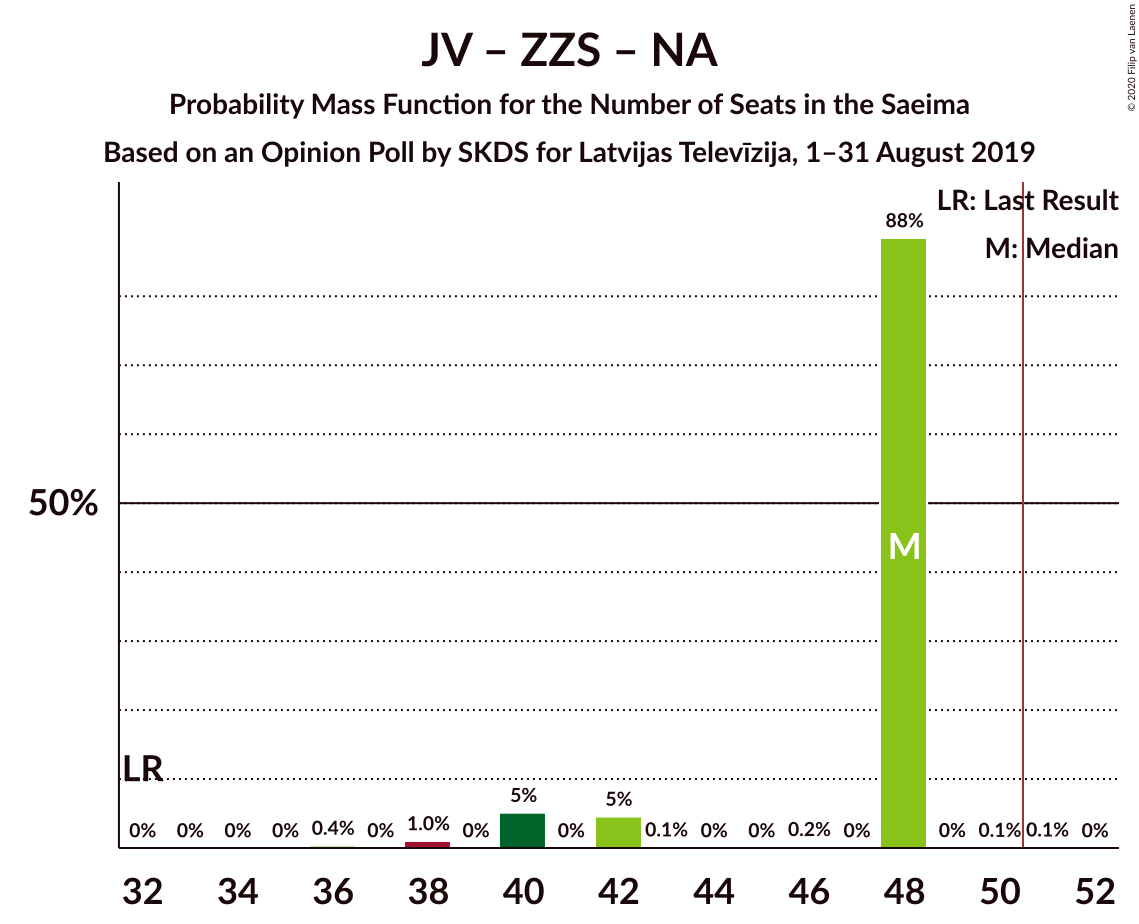 JV – ZZS – NA
Probability Mass Function for the Number of Seats in the Saeima
Based on an Opinion Poll by SKDS for Latvijas Televīzija, 1–31 August 2019
© 2020 Filip van Laenen
LR: Last Result
M: Median
88%
50%
M
LR
0% 0% 0% 0% 0.4% 0% 1.0% 0% 5% 0% 5% 0.1% 0% 0% 0.2% 0% 0% 0.1% 0.1% 0%
32 34 36 38 40 42 44 46 48 50 52